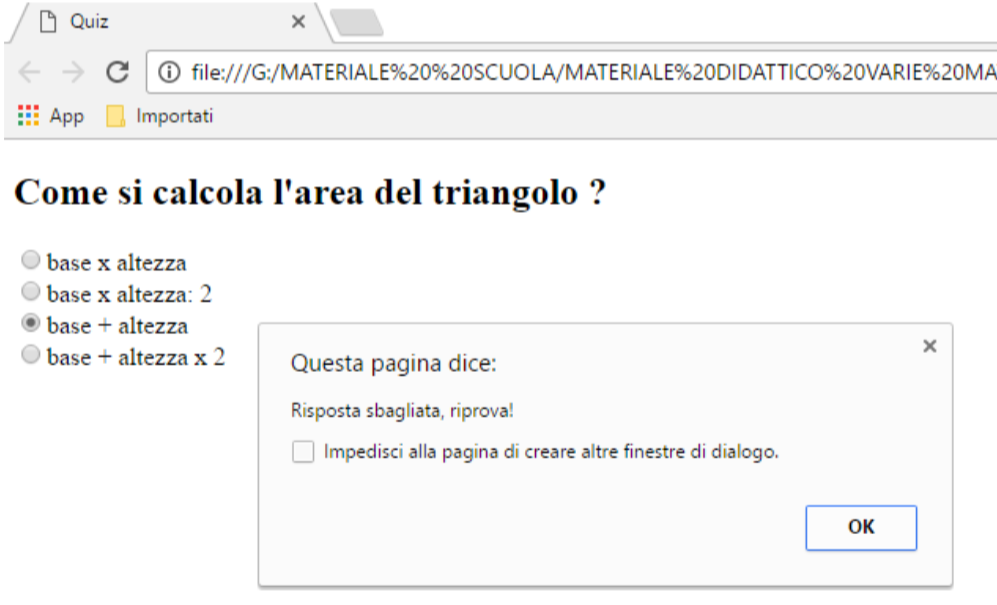 Quiz
file:///G:/MATERIALE%20%20SCUOLA/MATERIALE%20DIDATTICO%20VARIE%20MA
App Importati
Come si calcola l'area del triangolo ?
base x altezza
base x altezza: 2
base + altezza
base + altezza x 2
Questa pagina dice:
Risposta sbagliata, riprova!
Impedisci alla pagina di creare altre finestre di dialogo.
OK